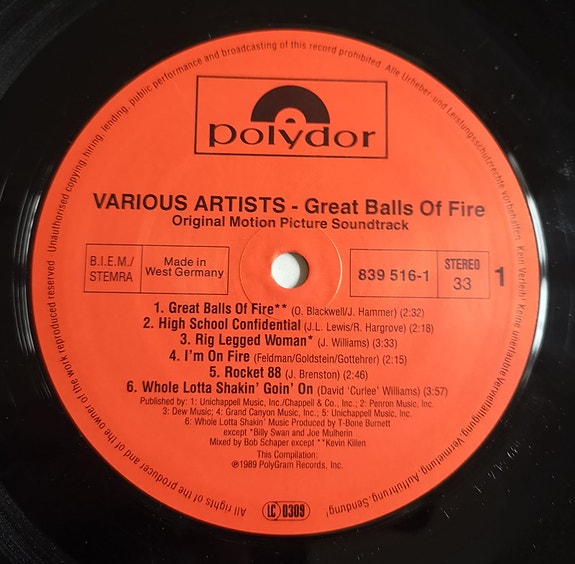 polydor
VARIOUS ARTISTS - Great Balls Of Fire
Original Motion Picture Soundtrack
B.I.E.M./
STEMRA
Made in
West Germany
839 516-1
STEREO
33
1
1. Great Balls Of Fire** (O. Blackwell/J. Hammer) (2:32)
2. High School Confidential (J.L. Lewis/R. Hargrove) (2:18)
3. Rig Legged Woman* (J. Williams) (3:33)
4. I'm On Fire (Feldman/Goldstein/Gottehrer) (2:15)
5. Rocket 88 (J. Brenston) (2:46)
6. Whole Lotta Shakin' Goin' On (David 'Curlee' Williams) (3:57)
Published by: 1: Unichappell Music, Inc./Chappell & Co., Inc.; 2: Penron Music, Inc.
3: Dew Music; 4: Grand Canyon Music, Inc.; 5: Unichappell Music, Inc.
6: Whole Lotta Shakin' Music Produced by T-Bone Burnett
except *Billy Swan and Joe Mulherin
Mixed by Bob Schaper except **Kevin Killen
This Compilation:
℗1989 PolyGram Records, Inc.
LC 0309
All rights of the producer and of the owner of the work reproduced reserved · Unauthorised copying, hiring, lending, public performance and broadcasting of this record prohibited. Alle Urheber- und Leistungsschutzrechte vorbehalten. Kein Verleih! Keine unerlaubte Vervielfältigung, Vermietung, Aufführung, Sendung!